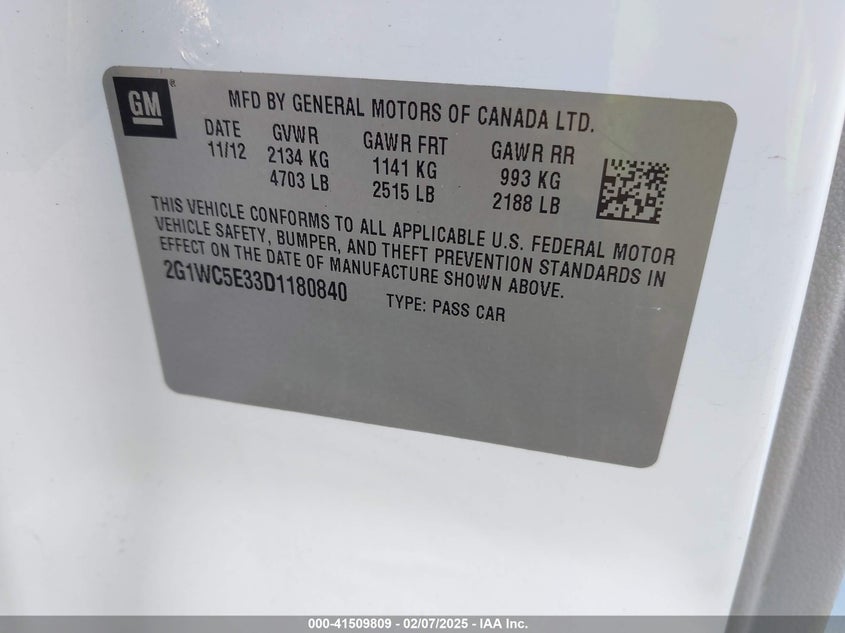 GM®
MFD BY GENERAL MOTORS OF CANADA LTD.
DATE GVWR GAWR FRT GAWR RR
11/12 2134 KG 1141 KG 993 KG
4703 LB 2515 LB 2188 LB
THIS VEHICLE CONFORMS TO ALL APPLICABLE U.S. FEDERAL MOTOR
VEHICLE SAFETY, BUMPER, AND THEFT PREVENTION STANDARDS IN
EFFECT ON THE DATE OF MANUFACTURE SHOWN ABOVE.
2G1WC5E33D1180840 TYPE: PASS CAR
000-41509809 - 02/07/2025 - IAA Inc.